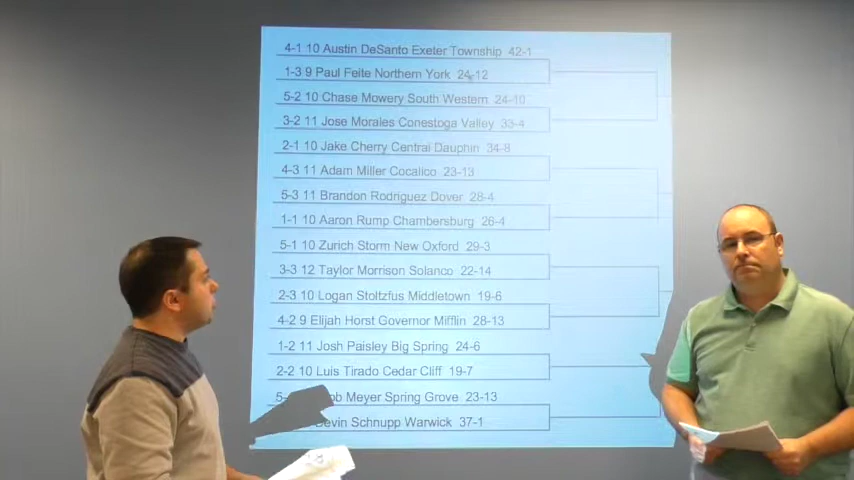 4-1 10 Austin DeSanto Exeter Township 42-1
1-3 9 Paul Feite Northern York 24-12
5-2 10 Chase Mowery South Western 24-10
3-2 11 Jose Morales Conestoga Valley 33-4
2-1 10 Jake Cherry Central Dauphin 34-8
4-3 11 Adam Miller Cocalico 23-13
5-3 11 Brandon Rodriguez Dover 28-4
1-1 10 Aaron Rump Chambersburg 26-4
5-1 10 Zurich Storm New Oxford 29-3
3-3 12 Taylor Morrison Solanco 22-14
2-3 10 Logan Stoltzfus Middletown 19-6
4-2 9 Elijah Horst Governor Mifflin 28-13
1-2 11 Josh Paisley Big Spring 24-6
2-2 10 Luis Tirado Cedar Cliff 19-7
Meyer Spring Grove 23-13
Schnupp Warwick 37-1